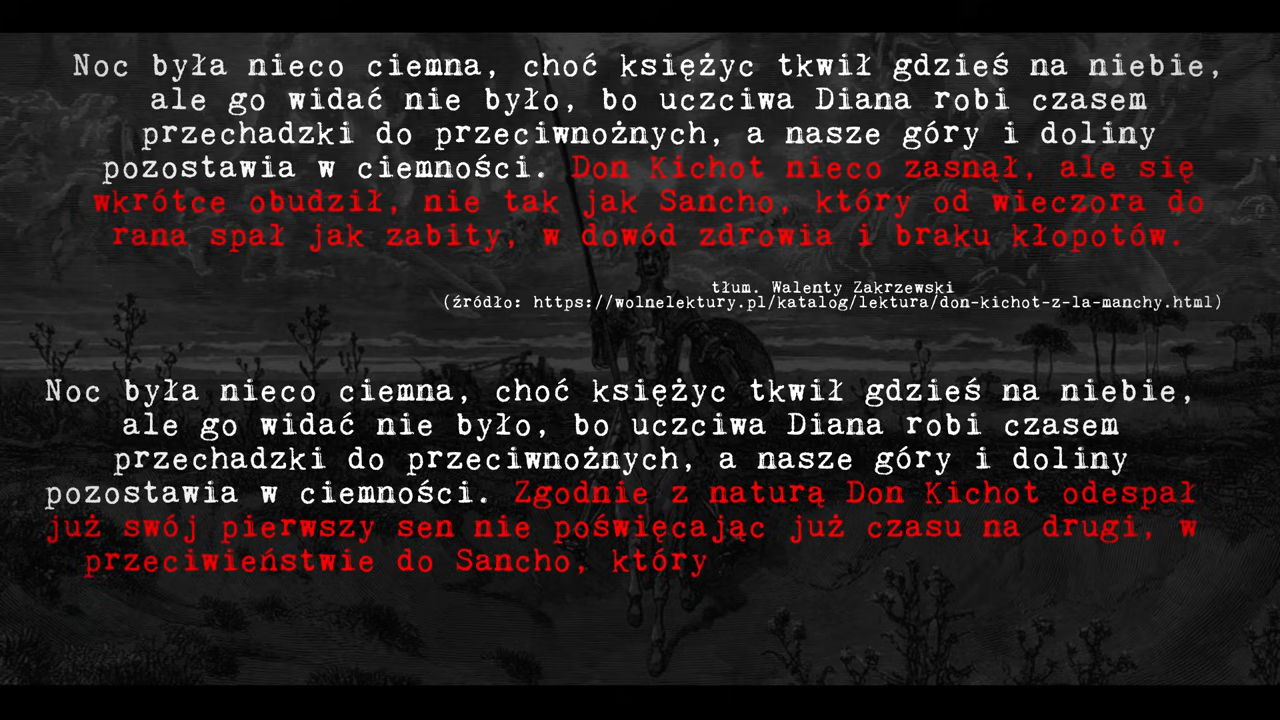 Noc była nieco ciemna, choć księżyc tkwił gdzieś na niebie,
ale go widać nie było, bo uczciwa Diana robi czasem
przechadzki do przeciwnożnych, a nasze góry i doliny
pozostawia w ciemności. Don Kichot nieco zasnął, ale się
wkrótce obudził, nie tak jak Sancho, który od wieczora do
rana spał jak zabity, w dowód zdrowia i braku kłopotów.
tłum. Walenty Zakrzewski
(źródło: https://wolnelektury.pl/katalog/lektura/don-kichot-z-la-manchy.html)
Noc była nieco ciemna, choć księżyc tkwił gdzieś na niebie,
ale go widać nie było, bo uczciwa Diana robi czasem
przechadzki do przeciwnożnych, a nasze góry i doliny
pozostawia w ciemności. Zgodnie z naturą Don Kichot odespał
już swój pierwszy sen nie poświęcając już czasu na drugi, w
przeciwieństwie do Sancho, który